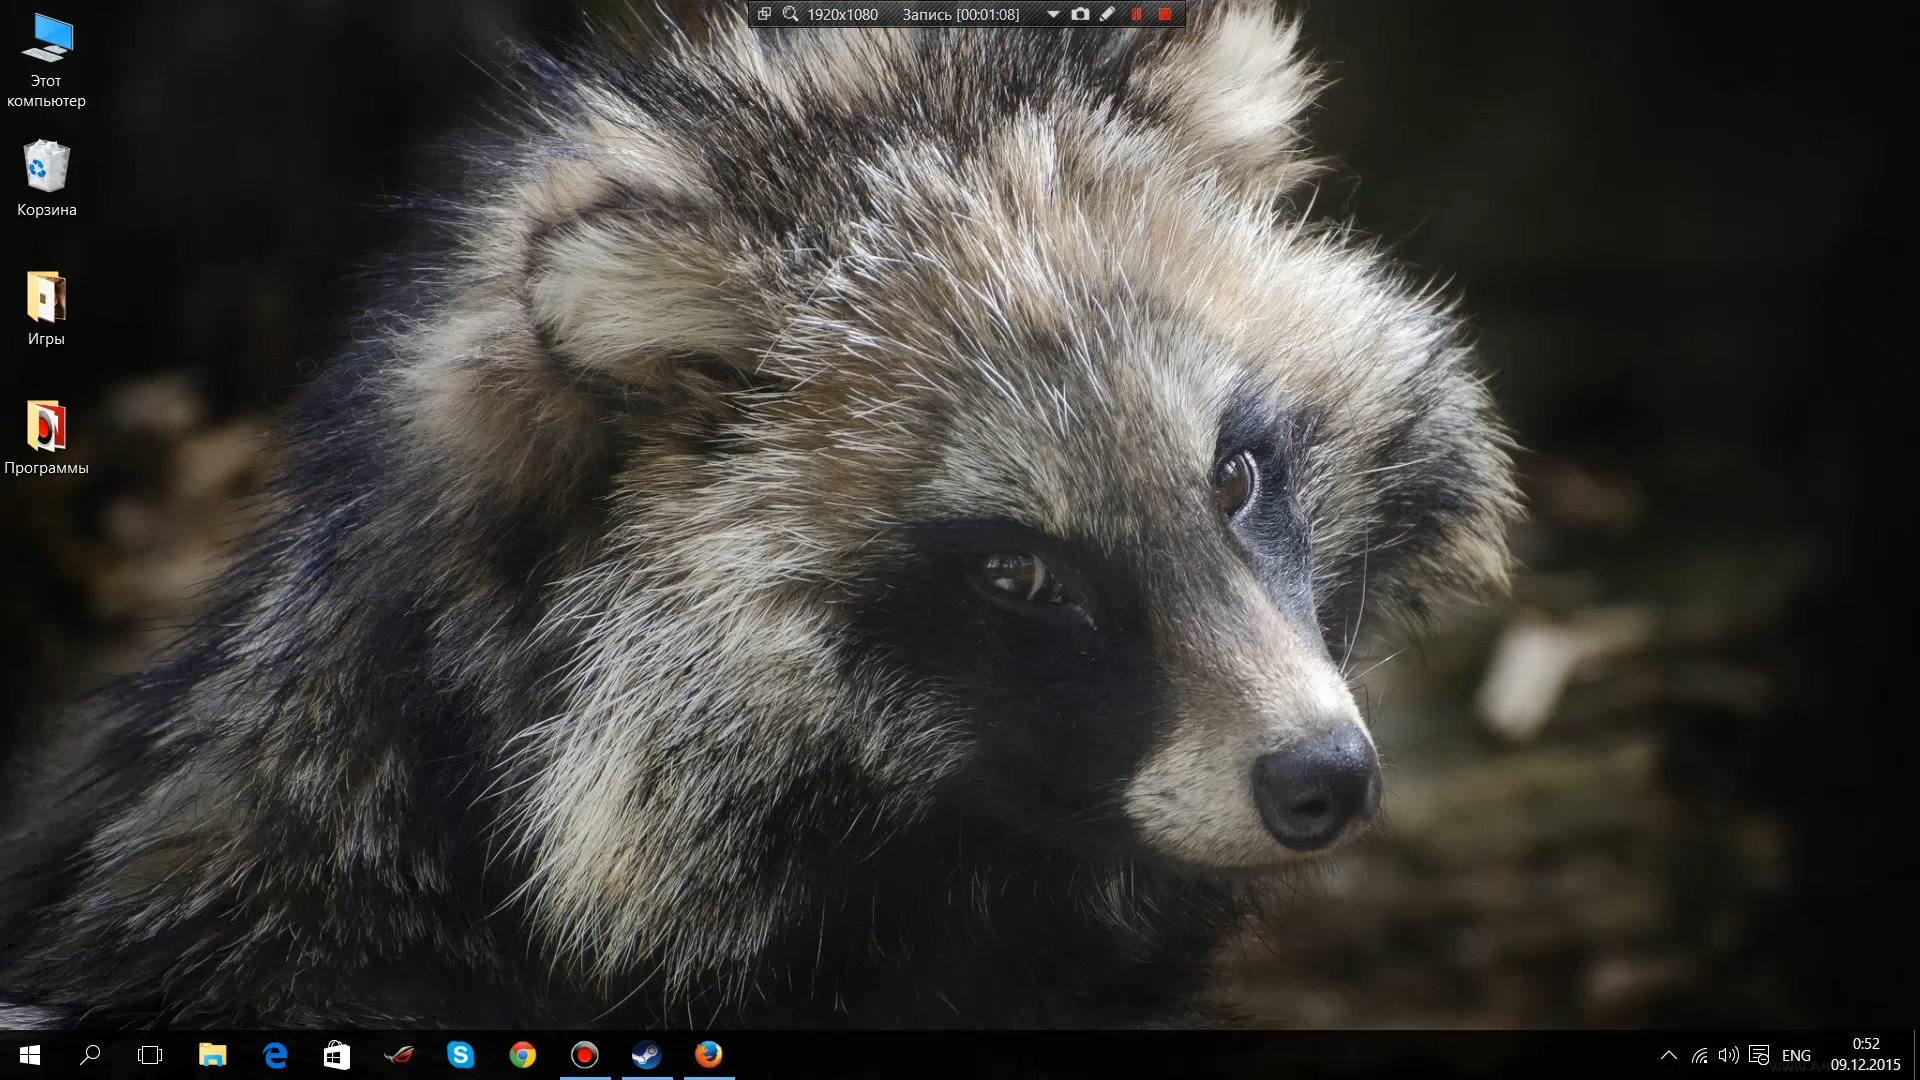 1920x1080 Запись [00:01:08]
Этот
компьютер
Корзина
Игры
Программы
ENG
0:52
09.12.2015